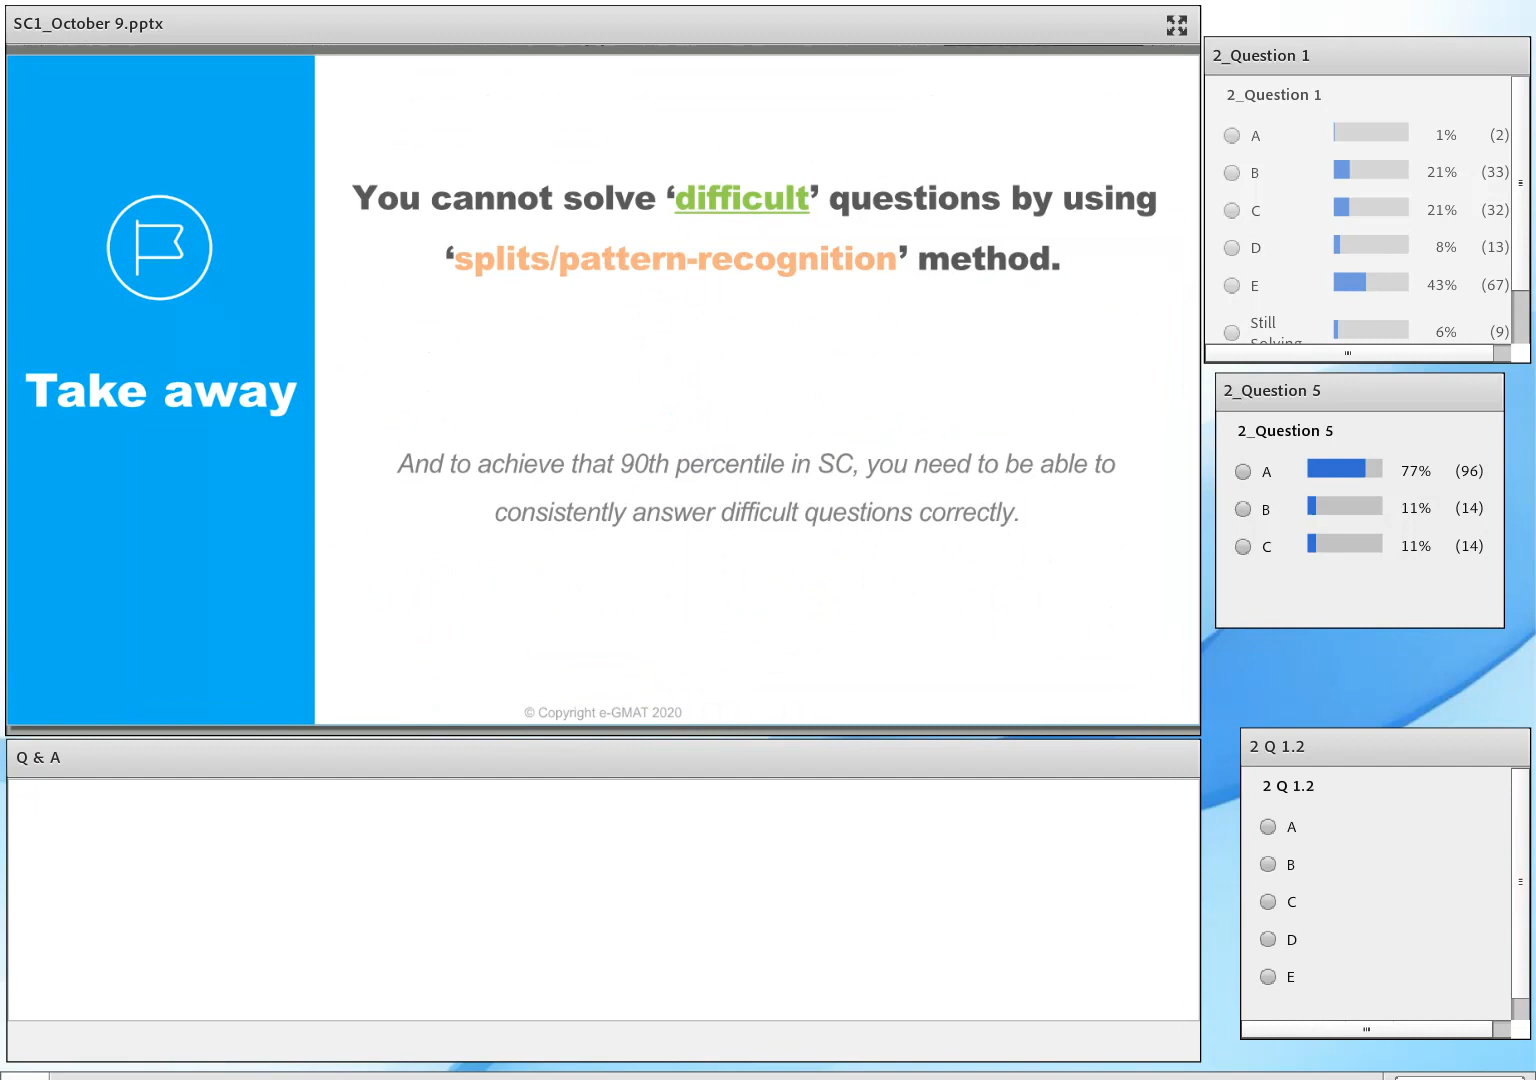 SC1_October 9.pptx
You cannot solve ‘difficult’ questions by using
‘splits/pattern-recognition’ method.
Take away
And to achieve that 90th percentile in SC, you need to be able to
consistently answer difficult questions correctly.
© Copyright e-GMAT 2020
Q & A
2_Question 1
2_Question 1
A 1% (2)
B 21% (33)
C 21% (32)
D 8% (13)
E 43% (67)
Still 6% (9)
Solving
2_Question 5
2_Question 5
A 77% (96)
B 11% (14)
C 11% (14)
2 Q 1.2
2 Q 1.2
A
B
C
D
E